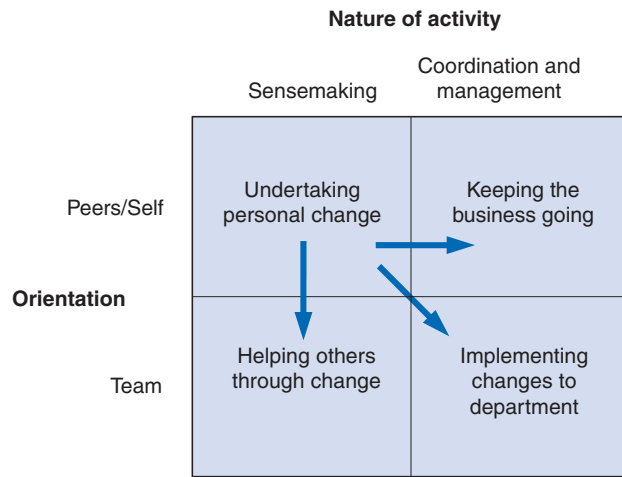 Nature of activity
Sensemaking
Coordination and
management
Peers/Self
Undertaking
personal change
Keeping the
business going
Orientation
Team
Helping others
through change
Implementing
changes to
department